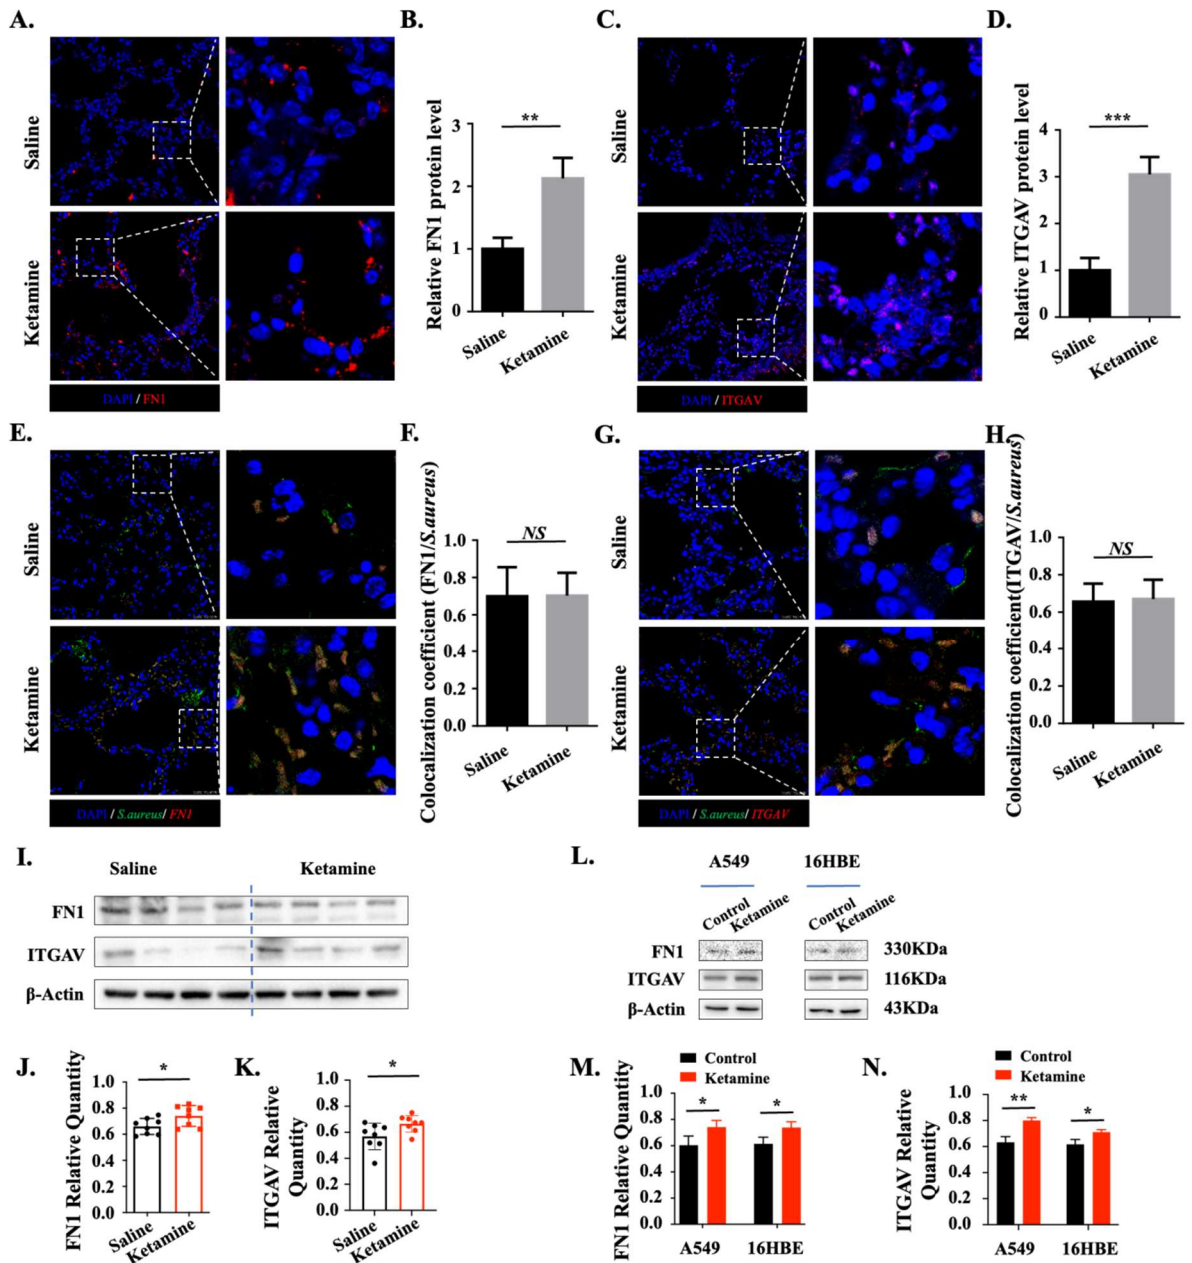 A.
B.
C.
D.
Saline
Ketamine
DAPI / FN1
Relative FN1 protein level
3
2
1
0
**
Saline
Ketamine
Saline
Ketamine
DAPI / ITGAV
Relative ITGAV protein level
4
3
2
1
0
***
Saline
Ketamine
E.
F.
G.
H.
Saline
Ketamine
DAPI / S.aureus/ FN1
Colocalization coefficient (FN1/S.aureus)
1.0
0.8
0.6
0.4
0.2
0.0
NS
Saline
Ketamine
Saline
Ketamine
DAPI / S.aureus/ ITGAV
Colocalization coefficient(ITGAV/S.aureus)
1.0
0.8
0.6
0.4
0.2
0.0
NS
Saline
Ketamine
I.
Saline Ketamine
FN1
ITGAV
β-Actin
L.
A549 16HBE
Control Ketamine Control Ketamine
FN1 330KDa
ITGAV 116KDa
β-Actin 43KDa
J.
FN1 Relative Quantity
1.0
0.8
0.6
0.4
0.2
0.0
*
Saline
Ketamine
K.
ITGAV Relative
Quantity
1.0
0.8
0.6
0.4
0.2
0.0
*
Saline
Ketamine
M.
Control
Ketamine
FN1 Relative Quantity
1.0
0.8
0.6
0.4
0.2
0.0
* *
A549 16HBE
N.
Control
Ketamine
ITGAV Relative
Quantity
1.0
0.8
0.6
0.4
0.2
0.0
** *
A549 16HBE